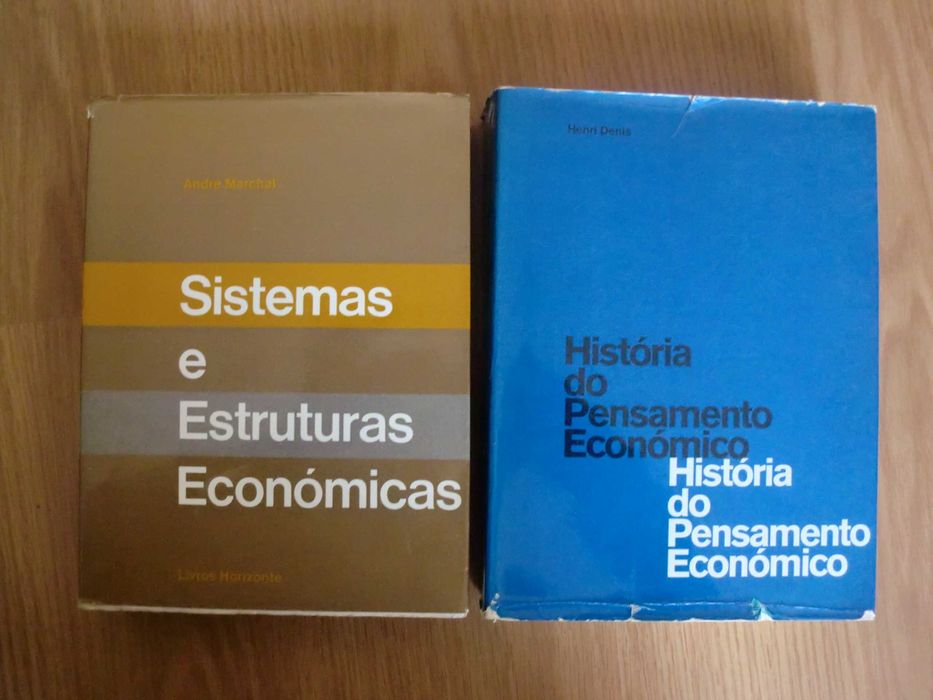 André Marchal
Sistemas
e
Estruturas
Económicas
Livros Horizonte
Henri Denis
História
do
Pensamento
Económico
História
do
Pensamento
Económico